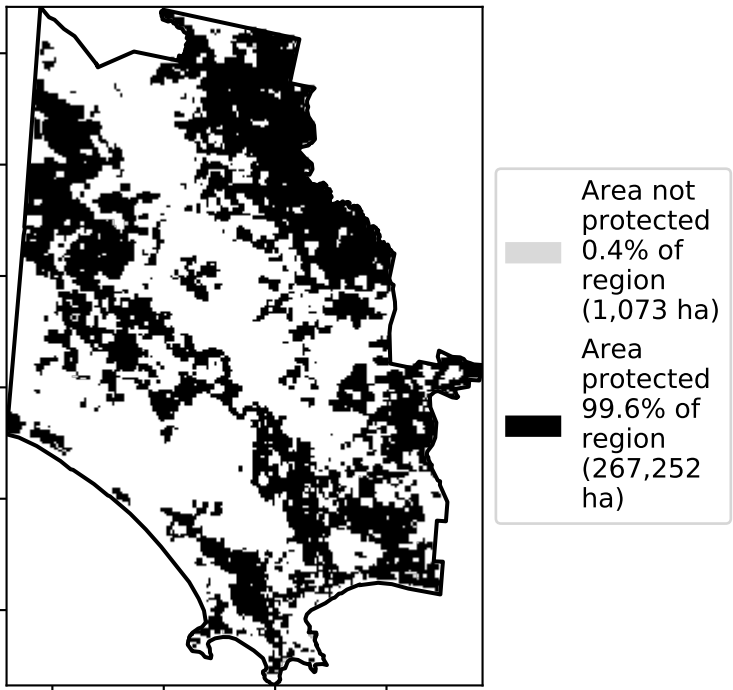 Area not
protected
0.4% of
region
(1,073 ha)
Area
protected
99.6% of
region
(267,252
ha)